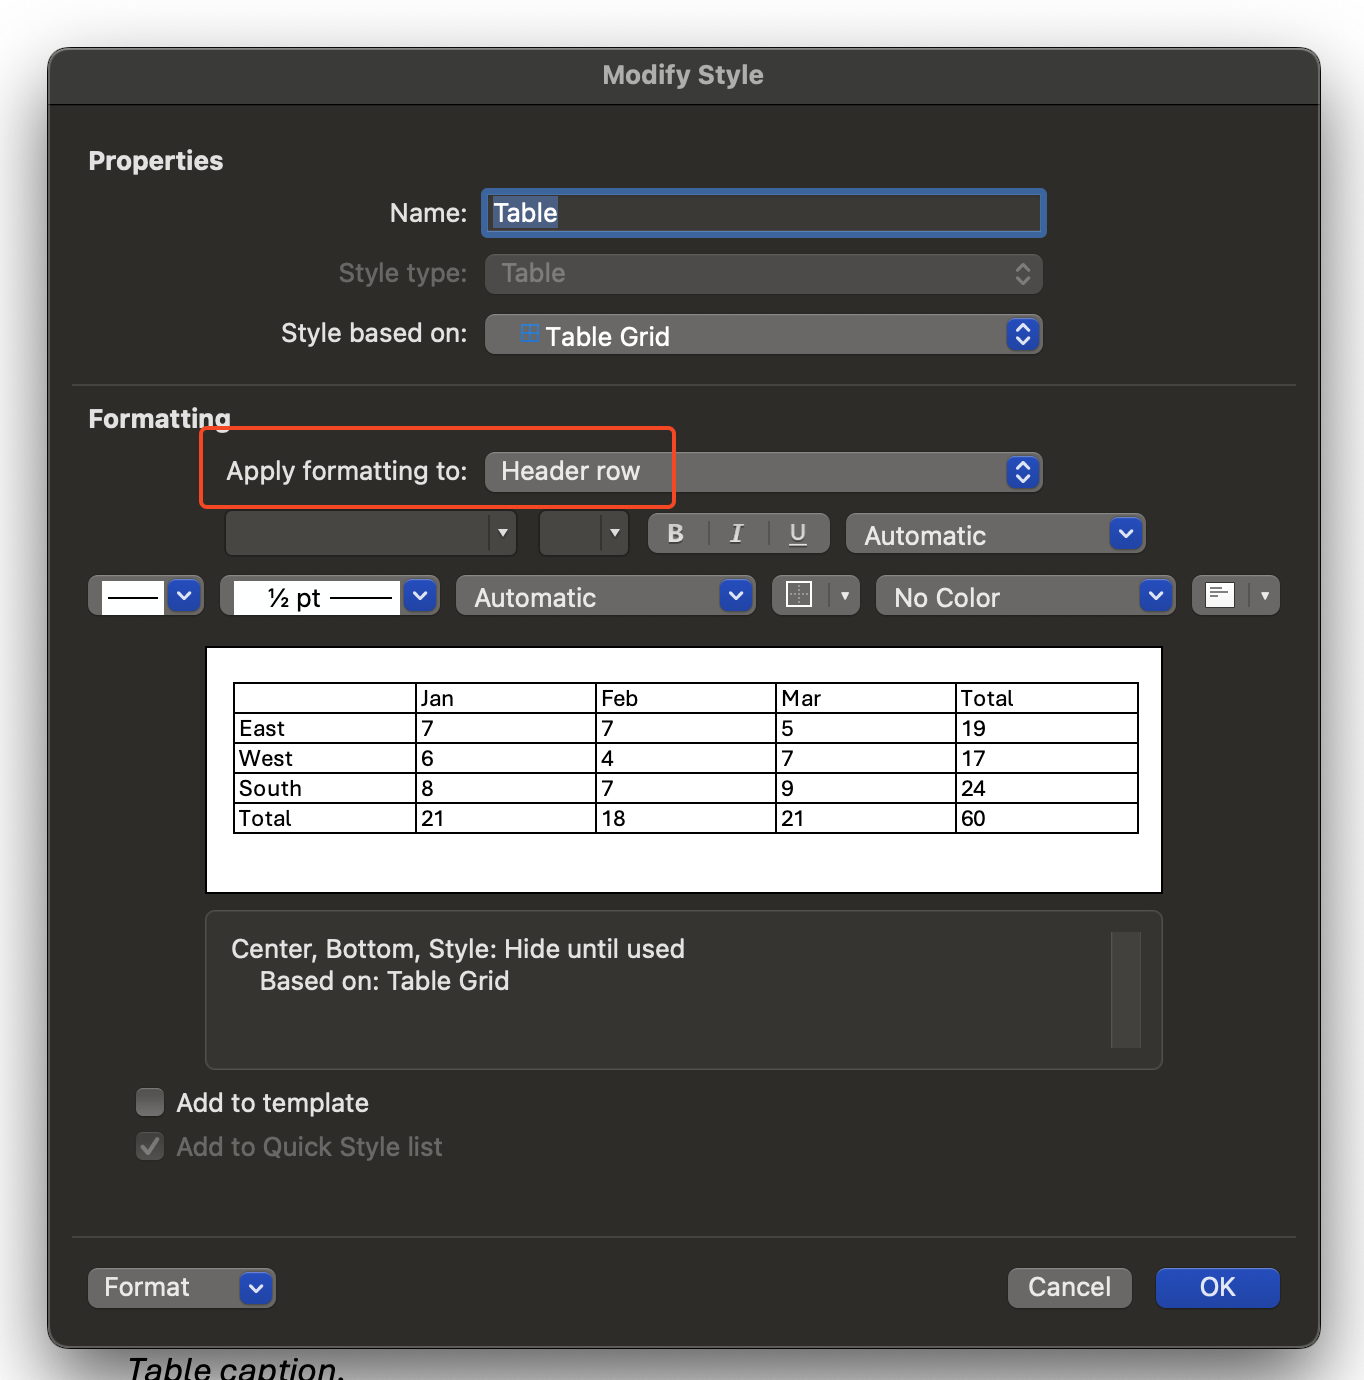 Modify Style
Properties
Name: Table
Style type: Table
Style based on: Table Grid
Formatting
Apply formatting to: Header row
B I U Automatic
½ pt Automatic No Color
Jan Feb Mar Total
East 7 7 5 19
West 6 4 7 17
South 8 7 9 24
Total 21 18 21 60
Center, Bottom, Style: Hide until used
Based on: Table Grid
Add to template
Add to Quick Style list
Format Cancel OK
Table caption.